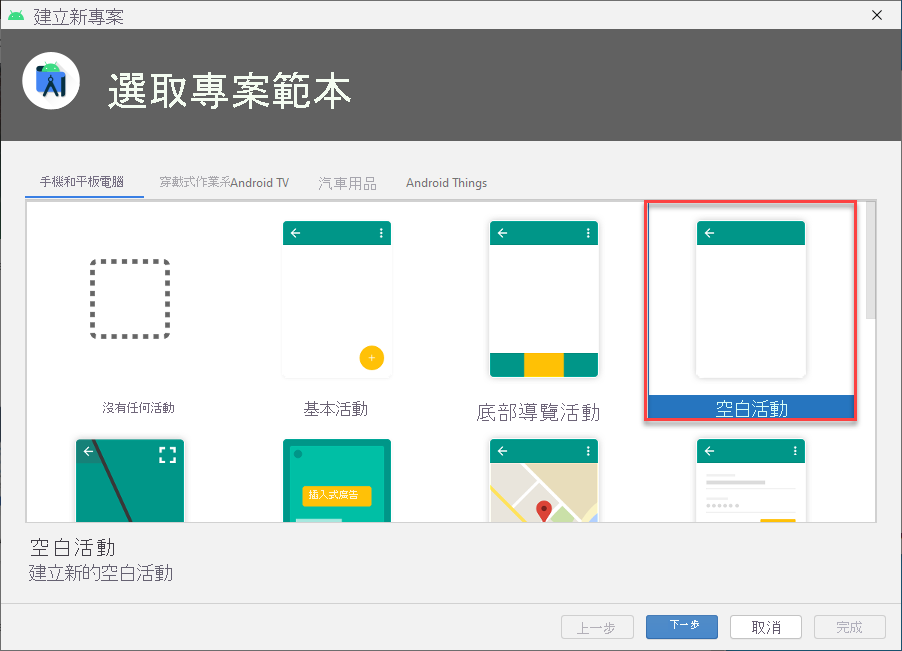 建立新專案
選取專案範本
手機和平板電腦 穿戴式作業系Android TV 汽車用品 Android Things
沒有任何活動 基本活動 底部導覽活動 空白活動
插入式廣告
空白活動
建立新的空白活動
上一步 下一步 取消 完成